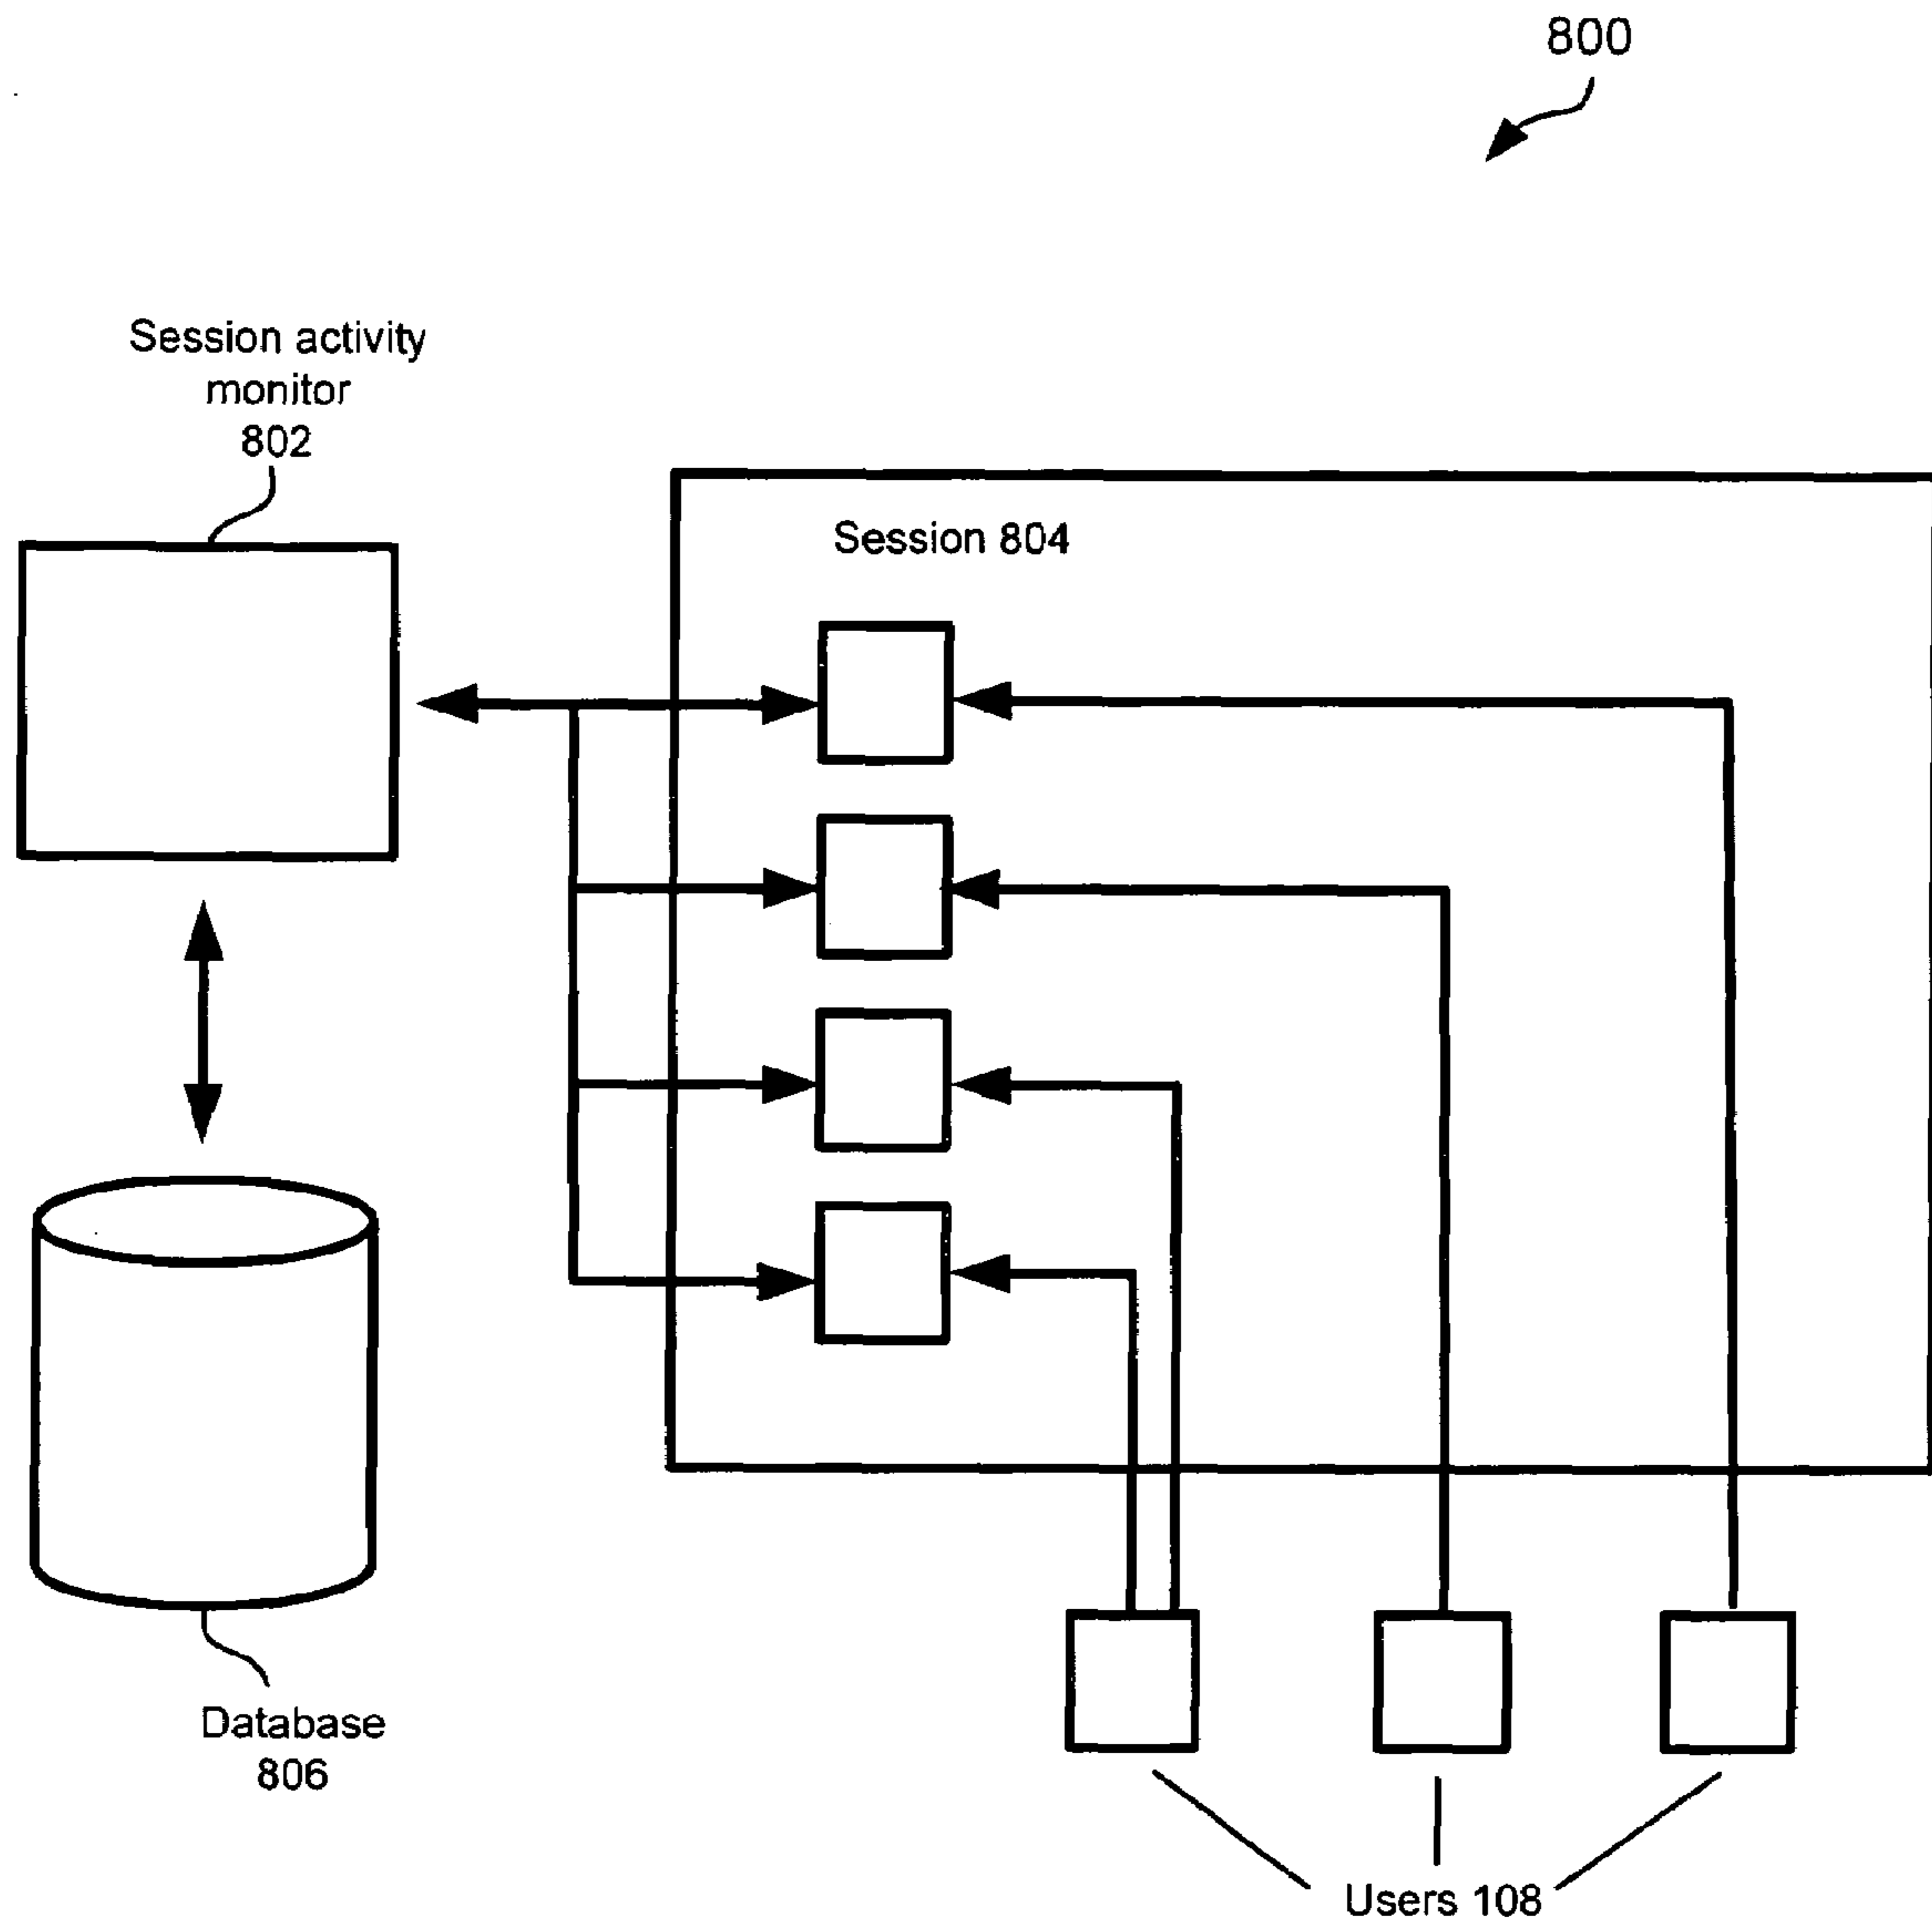 800
Session activity
monitor
802
Session 804
Database
806
Users 108